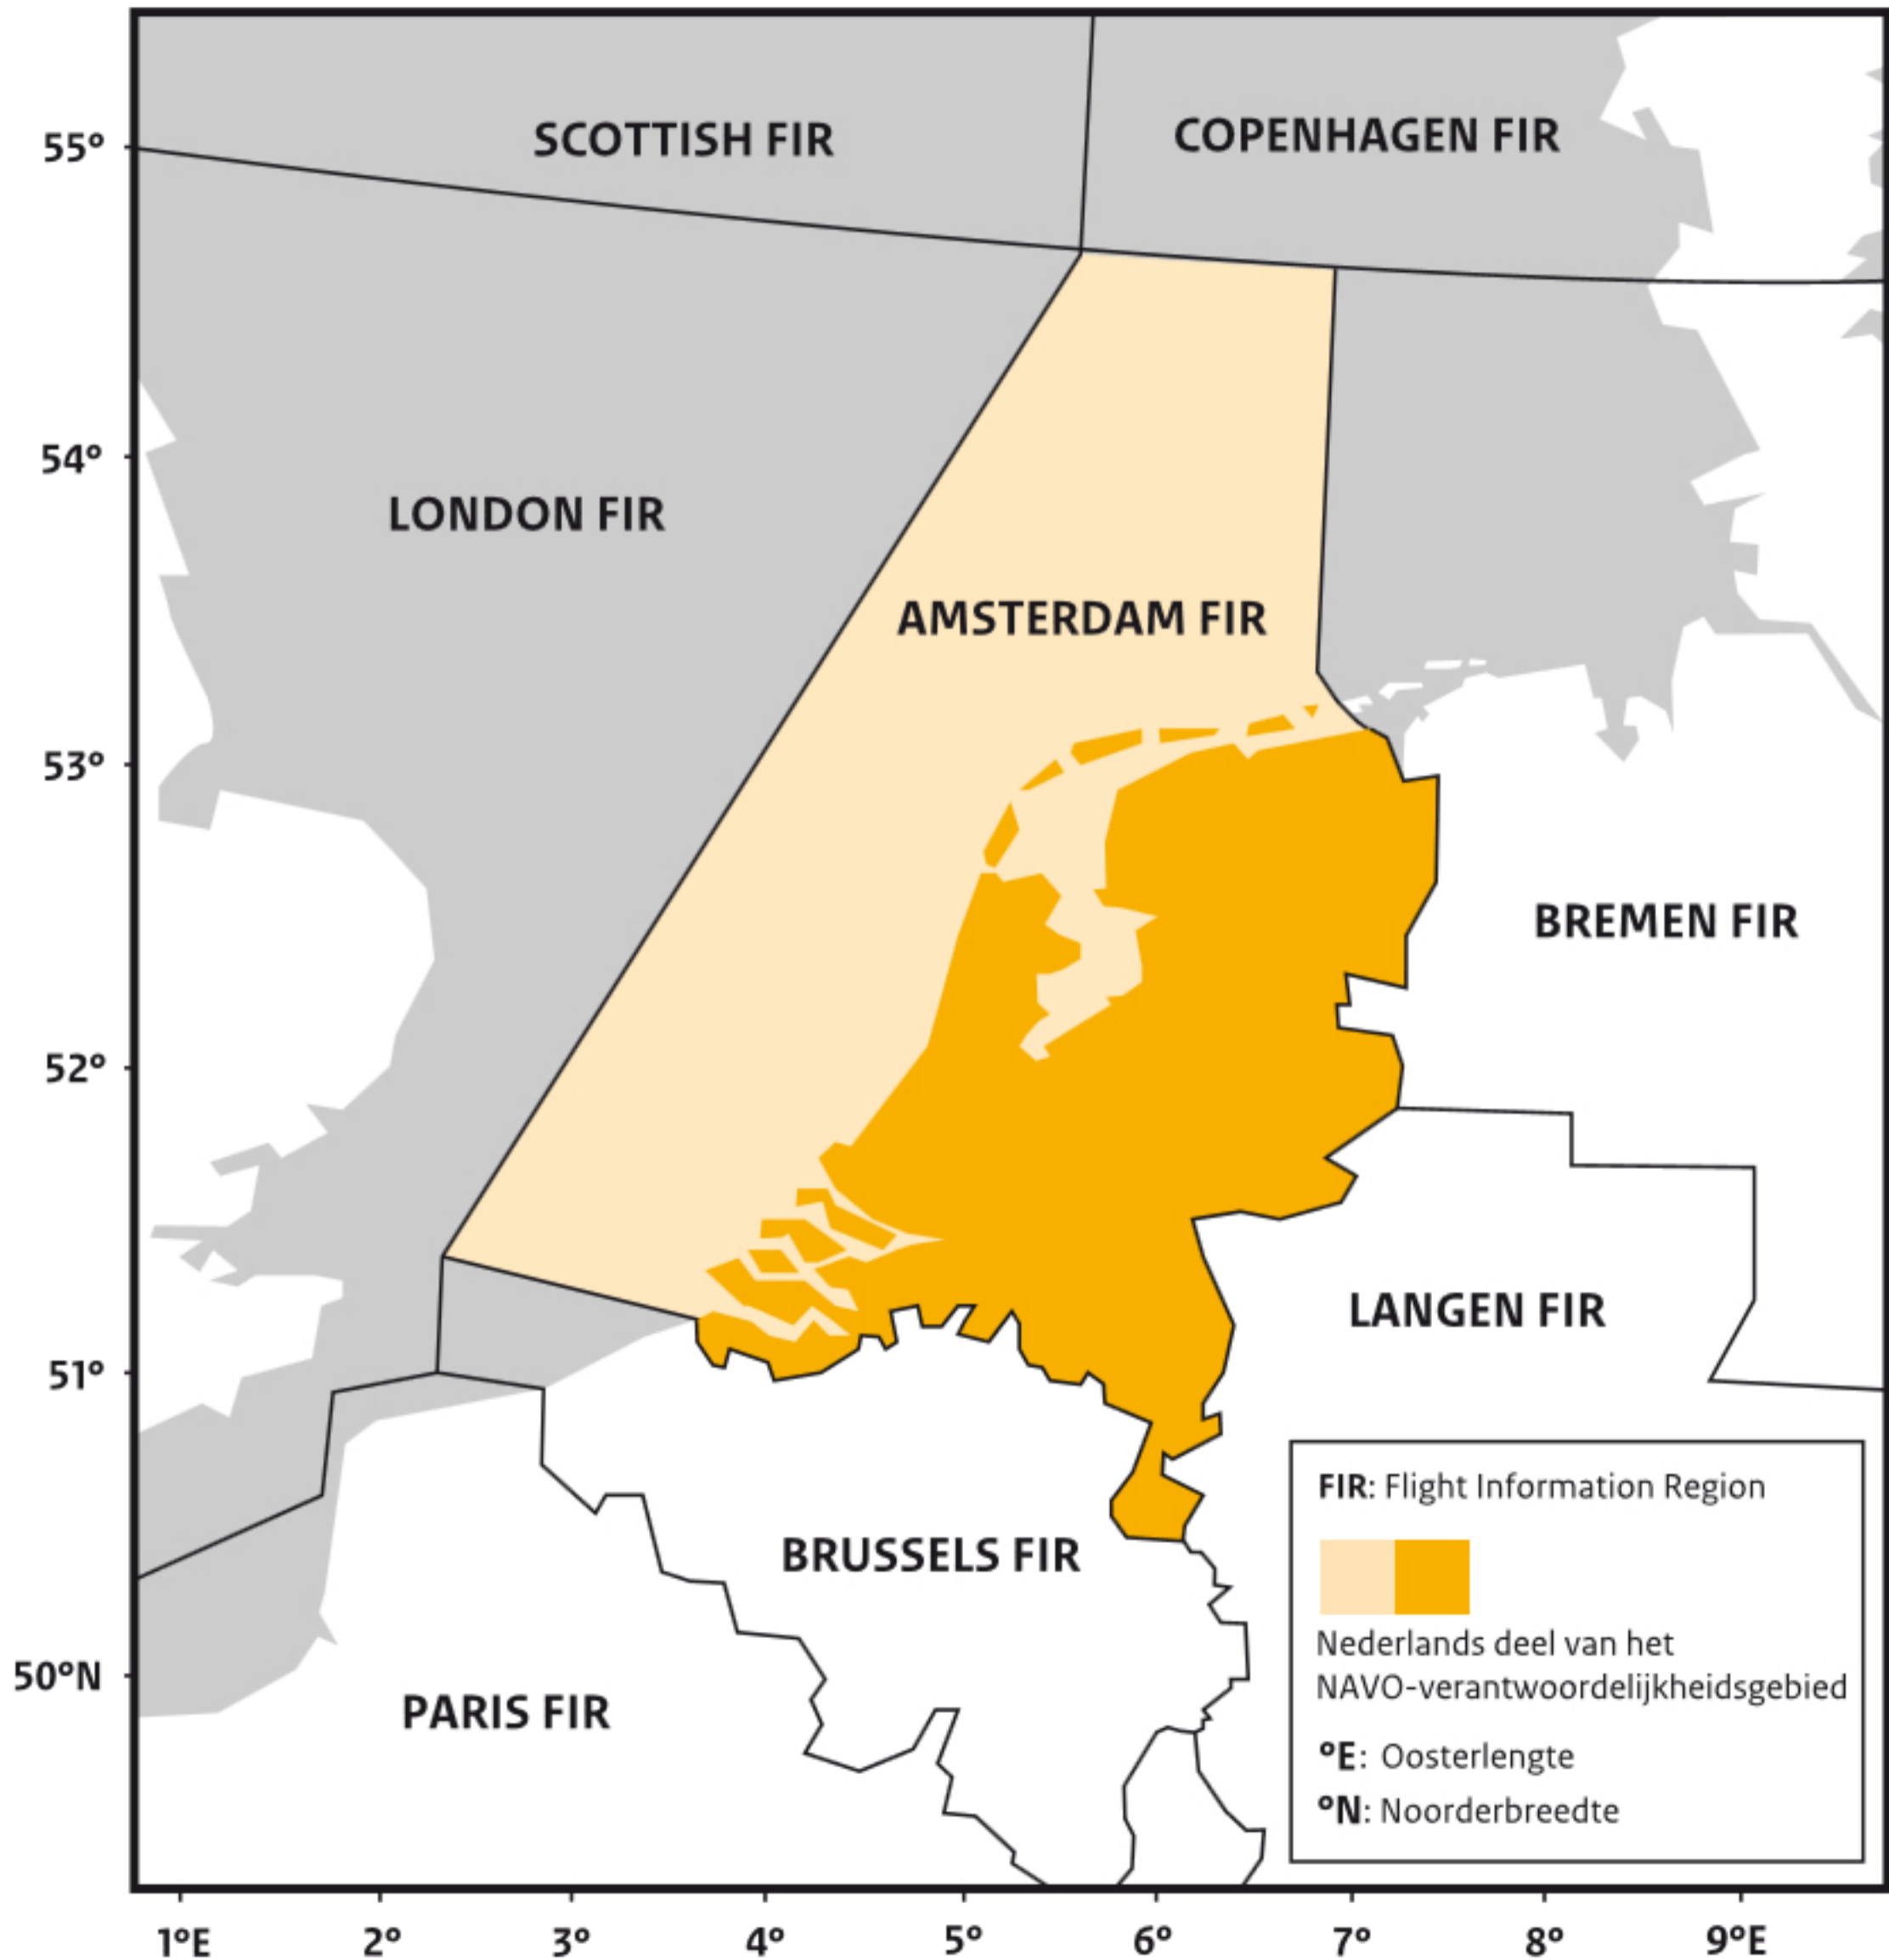 SCOTTISH FIR
COPENHAGEN FIR
55°
54°
LONDON FIR
AMSTERDAM FIR
53°
BREMEN FIR
52°
LANGEN FIR
51°
FIR: Flight Information Region
BRUSSELS FIR
Nederlands deel van het
NAVO-verantwoordelijkheidsgebied
50°N
PARIS FIR
°E: Oosterlengte
°N: Noorderbreedte
1°E 2° 3° 4° 5° 6° 7° 8° 9°E